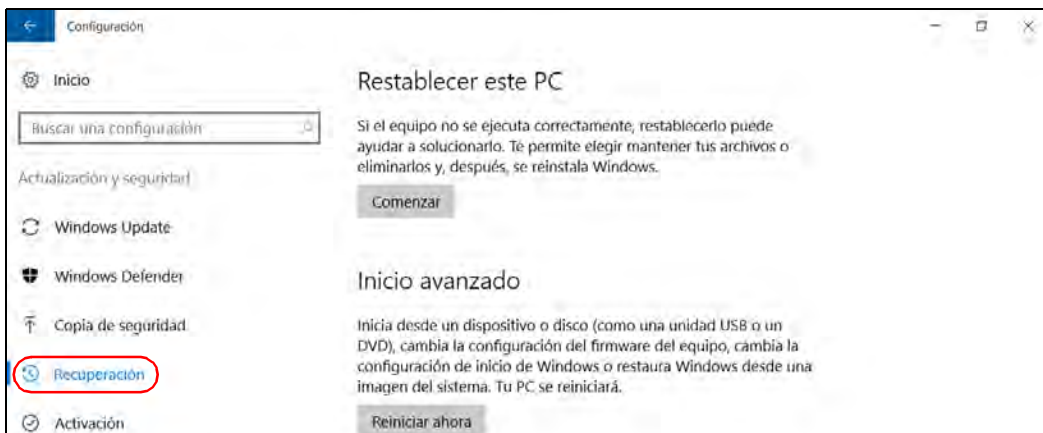 Configuración
Inicio
Buscar una configuración
Actualización y seguridad
Windows Update
Windows Defender
Copia de seguridad
Recuperación
Activación
Restablecer este PC
Si el equipo no se ejecuta correctamente, restablecerlo puede
ayudar a solucionarlo. Te permite elegir mantener tus archivos o
eliminarlos y, después, se reinstala Windows.
Comenzar
Inicio avanzado
Inicia desde un dispositivo o disco (como una unidad USB o un
DVD), cambia la configuración del firmware del equipo, cambia la
configuración de inicio de Windows o restaura Windows desde una
imagen del sistema. Tu PC se reiniciará.
Reiniciar ahora